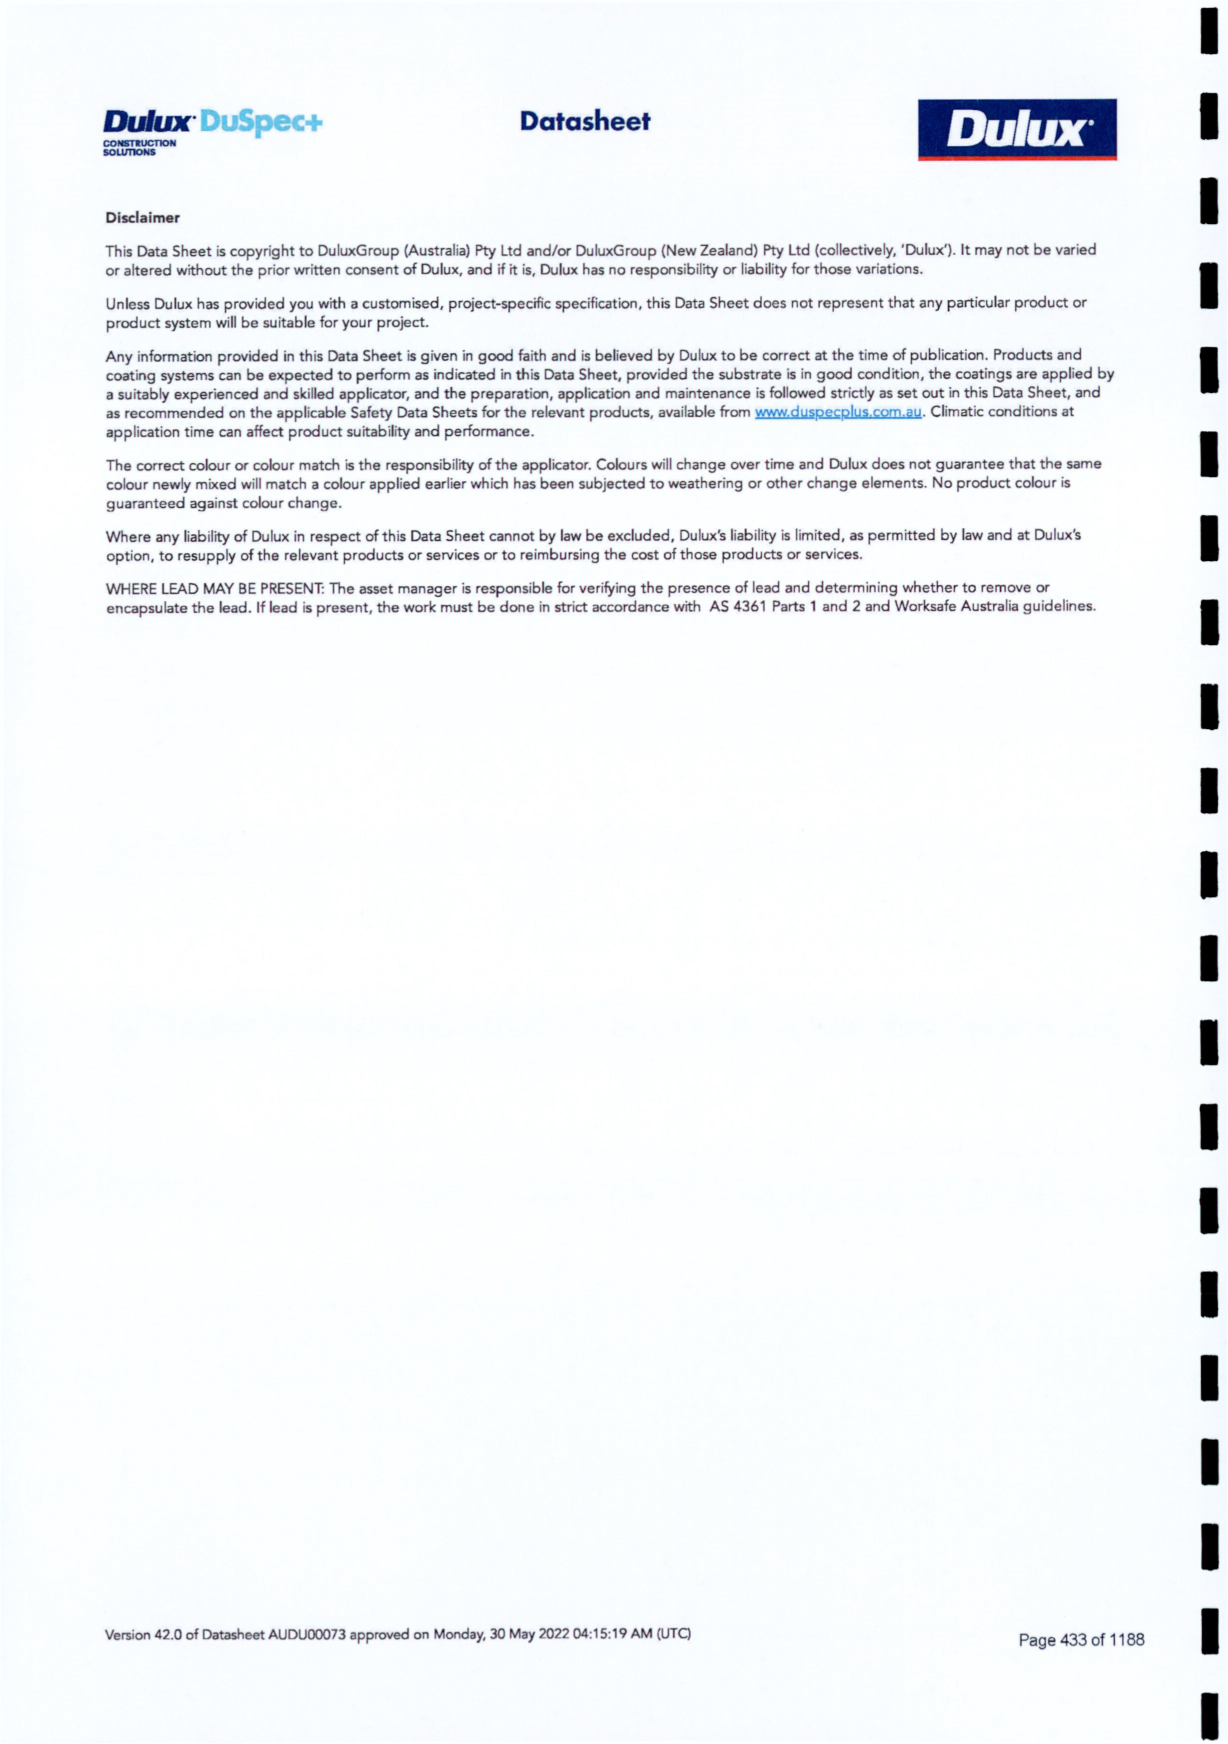 Dulux DuSpec+
CONSTRUCTION
SOLUTIONS
Datasheet
Dulux
Disclaimer
This Data Sheet is copyright to DuluxGroup (Australia) Pty Ltd and/or DuluxGroup (New Zealand) Pty Ltd (collectively, 'Dulux'). It may not be varied
or altered without the prior written consent of Dulux, and if it is, Dulux has no responsibility or liability for those variations.
Unless Dulux has provided you with a customised, project-specific specification, this Data Sheet does not represent that any particular product or
product system will be suitable for your project.
Any information provided in this Data Sheet is given in good faith and is believed by Dulux to be correct at the time of publication. Products and
coating systems can be expected to perform as indicated in this Data Sheet, provided the substrate is in good condition, the coatings are applied by
a suitably experienced and skilled applicator, and the preparation, application and maintenance is followed strictly as set out in this Data Sheet, and
as recommended on the applicable Safety Data Sheets for the relevant products, available from www.duspecplus.com.au. Climatic conditions at
application time can affect product suitability and performance.
The correct colour or colour match is the responsibility of the applicator. Colours will change over time and Dulux does not guarantee that the same
colour newly mixed will match a colour applied earlier which has been subjected to weathering or other change elements. No product colour is
guaranteed against colour change.
Where any liability of Dulux in respect of this Data Sheet cannot by law be excluded, Dulux's liability is limited, as permitted by law and at Dulux's
option, to resupply of the relevant products or services or to reimbursing the cost of those products or services.
WHERE LEAD MAY BE PRESENT: The asset manager is responsible for verifying the presence of lead and determining whether to remove or
encapsulate the lead. If lead is present, the work must be done in strict accordance with AS 4361 Parts 1 and 2 and Worksafe Australia guidelines.
Version 42.0 of Datasheet AUDU00073 approved on Monday, 30 May 2022 04:15:19 AM (UTC)
Page 433 of 1188